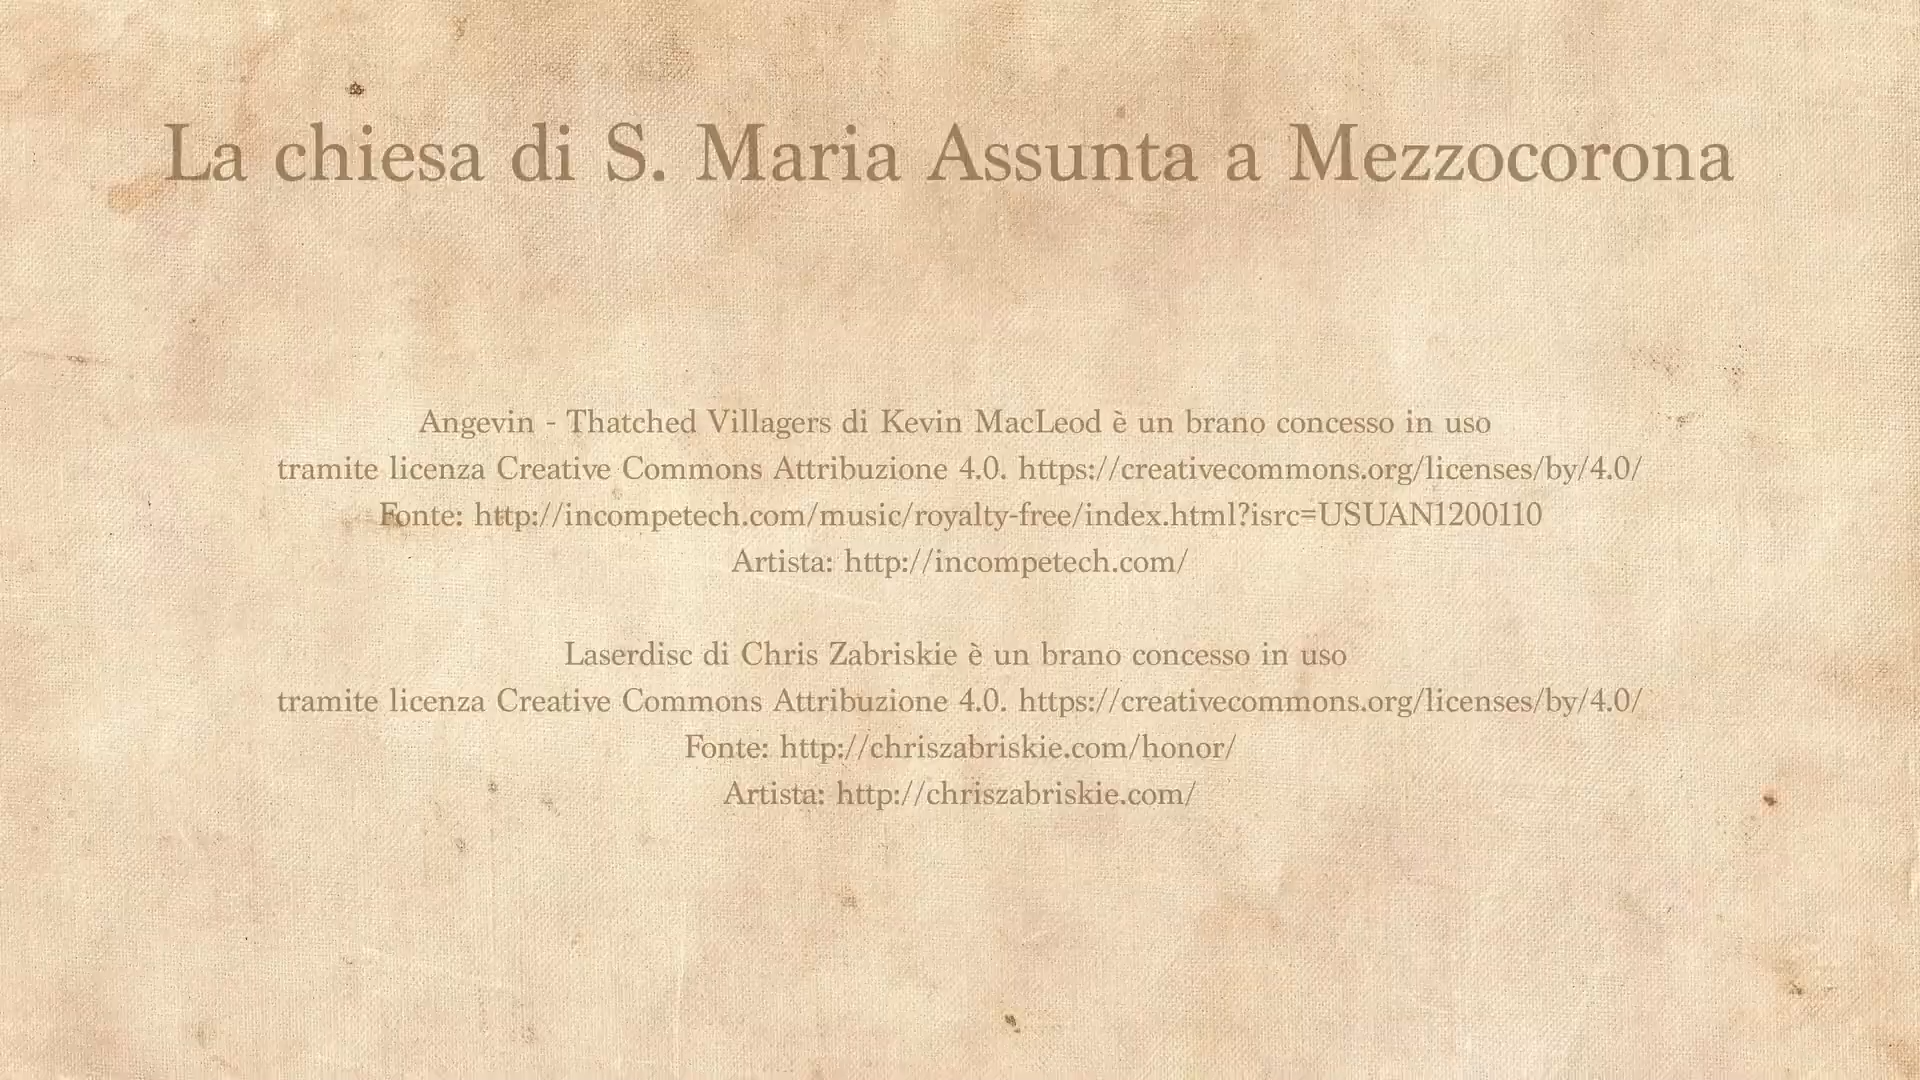 La chiesa di S. Maria Assunta a Mezzocorona
Angevin - Thatched Villagers di Kevin MacLeod è un brano concesso in uso
tramite licenza Creative Commons Attribuzione 4.0. https://creativecommons.org/licenses/by/4.0/
Fonte: http://incompetech.com/music/royalty-free/index.html?isrc=USUAN1200110
Artista: http://incompetech.com/
Laserdisc di Chris Zabriskie è un brano concesso in uso
tramite licenza Creative Commons Attribuzione 4.0. https://creativecommons.org/licenses/by/4.0/
Fonte: http://chriszabriskie.com/honor/
Artista: http://chriszabriskie.com/